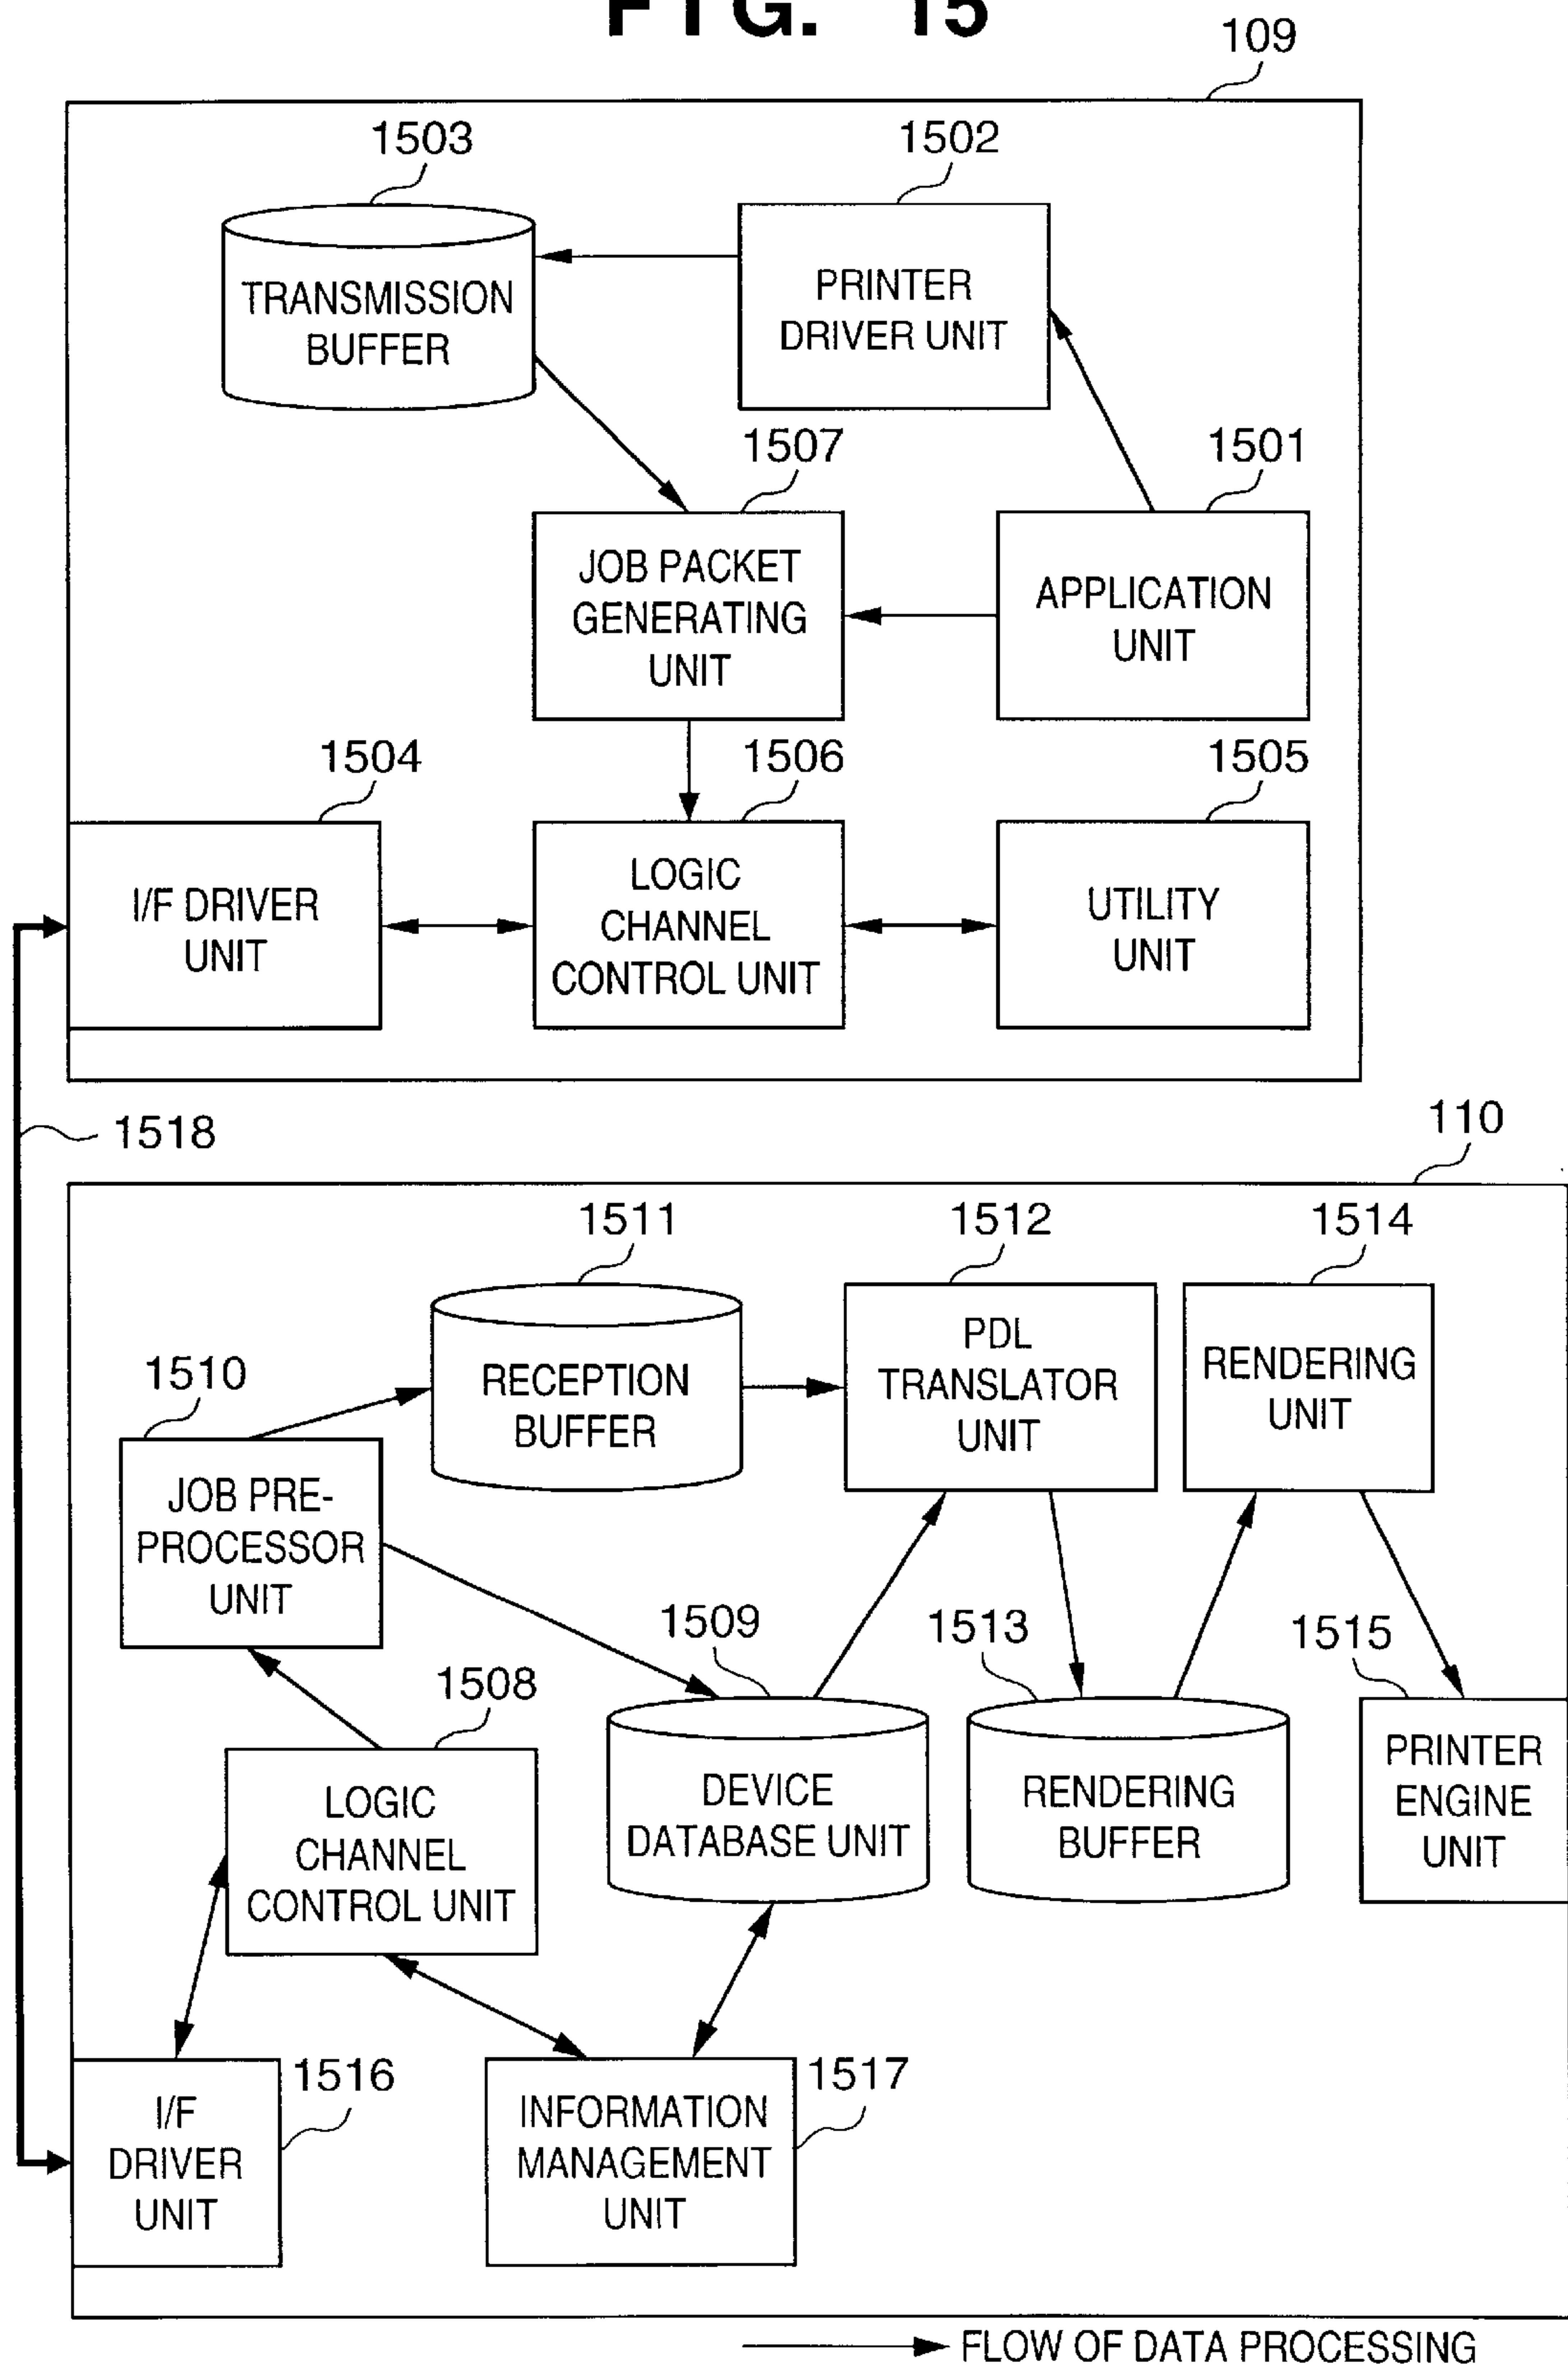 FIG. 15
109
1503
1502
TRANSMISSION
BUFFER
PRINTER
DRIVER UNIT
1507
1501
JOB PACKET
GENERATING
UNIT
APPLICATION
UNIT
1504
1506
1505
I/F DRIVER
UNIT
LOGIC
CHANNEL
CONTROL UNIT
UTILITY
UNIT
1518
110
1511
1512
1514
RECEPTION
BUFFER
PDL
TRANSLATOR
UNIT
RENDERING
UNIT
1510
JOB PRE-
PROCESSOR
UNIT
1509
1513
1515
1508
LOGIC
CHANNEL
CONTROL UNIT
DEVICE
DATABASE UNIT
RENDERING
BUFFER
PRINTER
ENGINE
UNIT
1516
1517
I/F
DRIVER
UNIT
INFORMATION
MANAGEMENT
UNIT
FLOW OF DATA PROCESSING